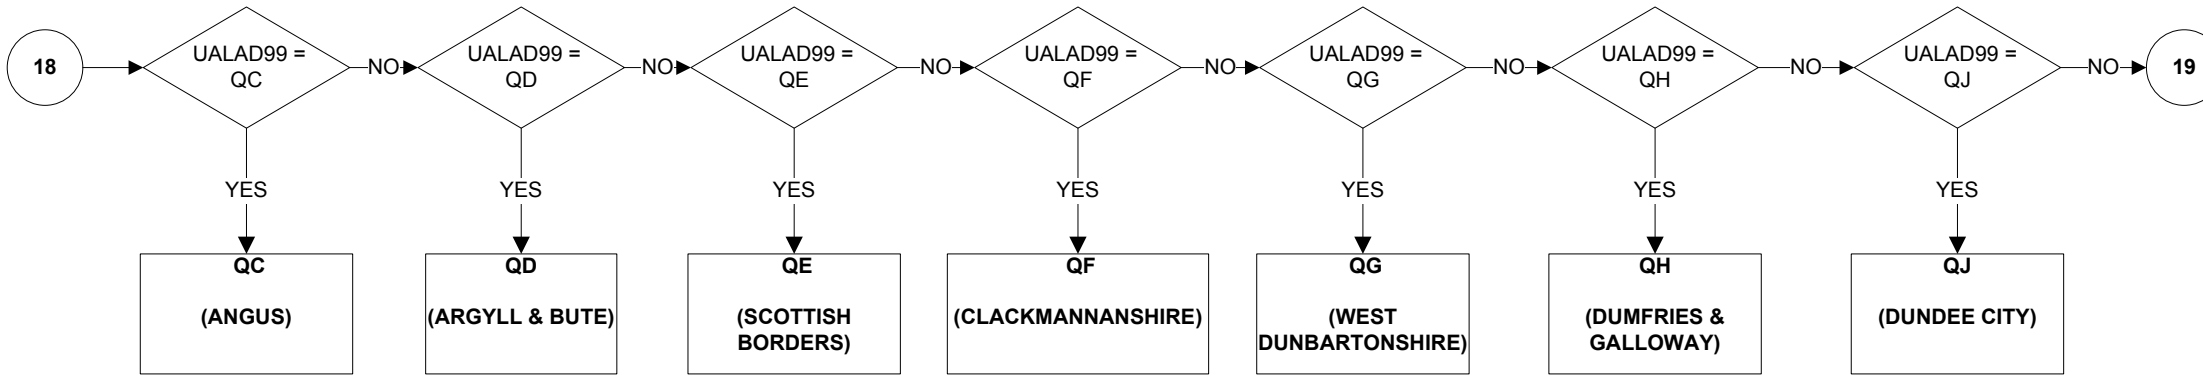 18
UALAD99 =
QC
NO
UALAD99 =
QD
NO
UALAD99 =
QE
NO
UALAD99 =
QF
NO
UALAD99 =
QG
NO
UALAD99 =
QH
NO
UALAD99 =
QJ
NO
19
YES
YES
YES
YES
YES
YES
YES
QC
(ANGUS)
QD
(ARGYLL & BUTE)
QE
(SCOTTISH
BORDERS)
QF
(CLACKMANNANSHIRE)
QG
(WEST
DUNBARTONSHIRE)
QH
(DUMFRIES &
GALLOWAY)
QJ
(DUNDEE CITY)